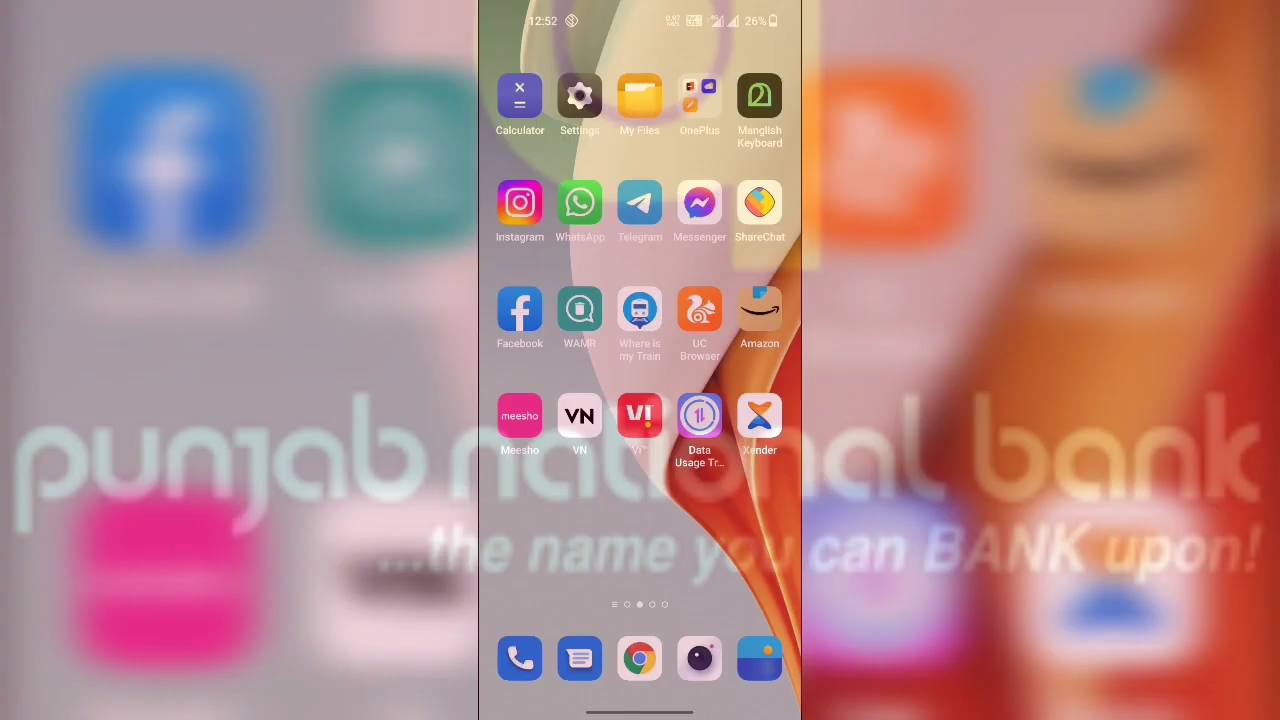 12:52
26%
Calculator
Settings
My Files
OnePlus
Manglish
Keyboard
Instagram
WhatsApp
Telegram
Messenger
ShareChat
Facebook
WAMR
Where is
my Train
UC
Browser
Amazon
meesho
VN
Vi
Meesho
VN
Vi™
Data
Usage Tr...
Xender
punjab national bank
...the name you can BANK upon!